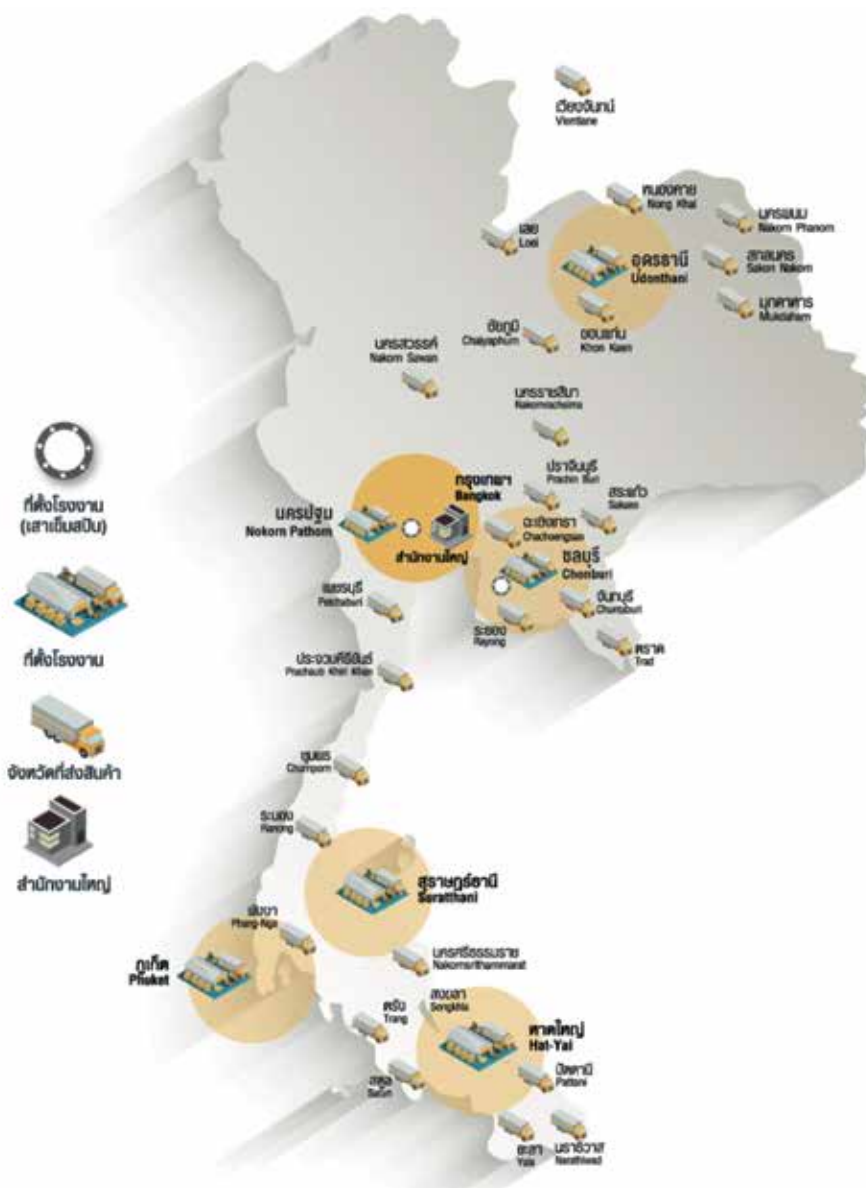 เวียงจันทน์
Vientiane
หนองคาย
Nong Khai
นครพนม
Nakorn Phanom
เลย
Loei
อุดรธานี
Udonthani
สกลนคร
Sakon Nakorn
มุกดาหาร
Mukdaharn
ขอนแก่น
Khon Kaen
ชัยภูมิ
Chaiyaphum
นครสวรรค์
Nakorn Sawan
นครราชสีมา
Nakornrachsima
ปราจีนบุรี
Prachin Buri
สระแก้ว
Sakaeo
กรุงเทพฯ
Bangkok
นครปฐม
Nokorn Pathom
สำนักงานใหญ่
ฉะเชิงเทรา
Chachoengsao
ชลบุรี
Chonburi
จันทบุรี
Chantaburi
ระยอง
Rayong
ตราด
Trad
เพชรบุรี
Petchaburi
ประจวบคีรีขันธ์
Prachaub Khiri Khan
ชุมพร
Chumporn
ระนอง
Ranong
สุราษฎร์ธานี
Suratthani
พังงา
Phang-Nga
ภูเก็ต
Phuket
นครศรีธรรมราช
Nakornsrithammarat
สงขลา
Songkhla
ตรัง
Trang
หาดใหญ่
Hat-Yai
สตูล
Satun
ปัตตานี
Pattani
ยะลา
Yala
นราธิวาส
Narathiwad
ที่ตั้งโรงงาน
(เสาเข็มสปัน)
ที่ตั้งโรงงาน
จังหวัดที่ส่งสินค้า
สำนักงานใหญ่